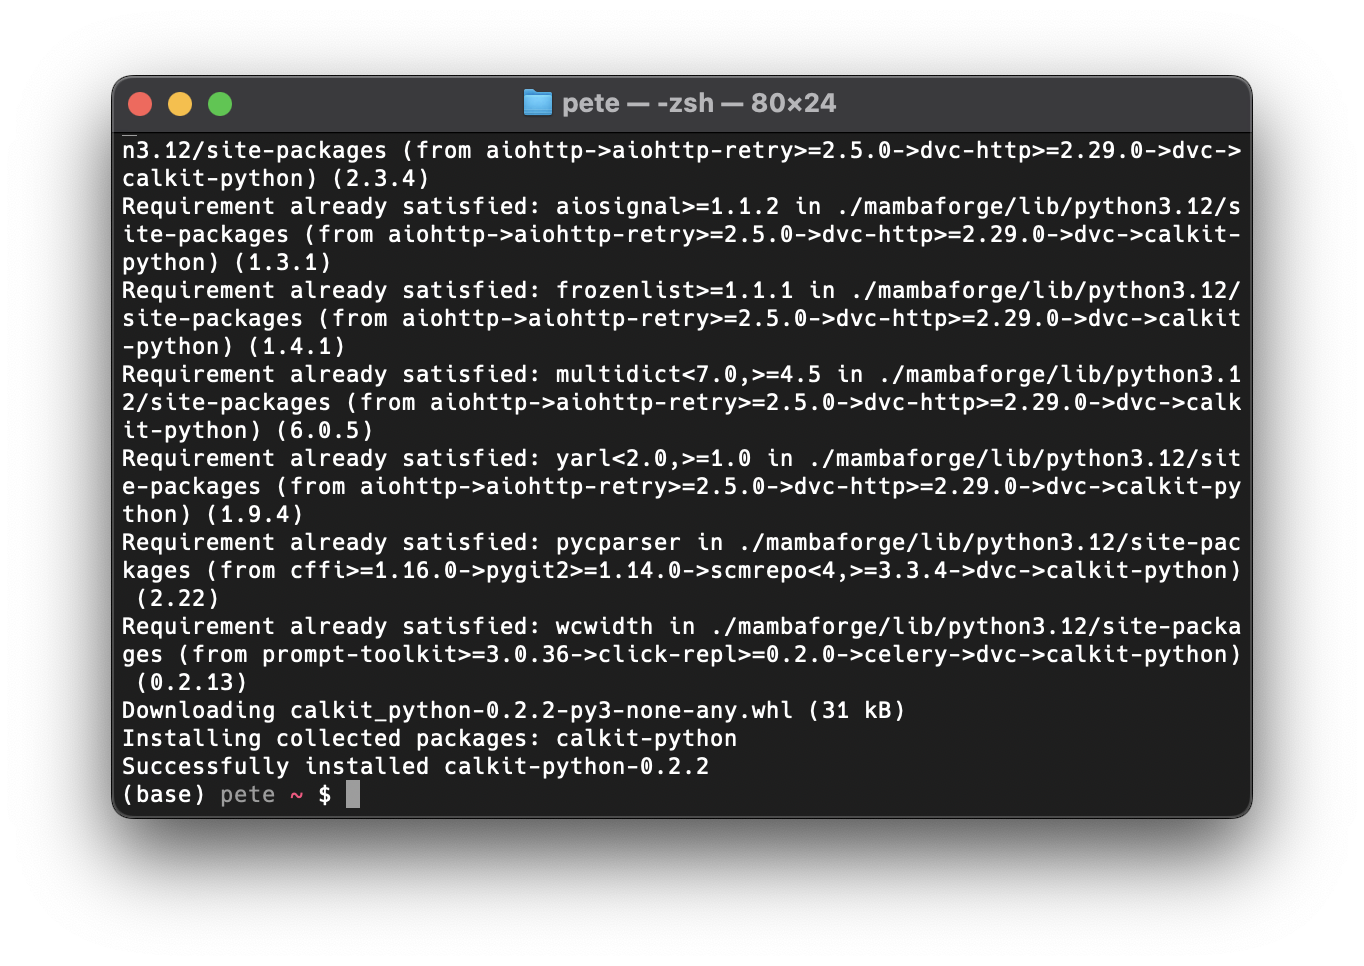 pete — -zsh — 80×24
n3.12/site-packages (from aiohttp->aiohttp-retry>=2.5.0->dvc-http>=2.29.0->dvc->
calkit-python) (2.3.4)
Requirement already satisfied: aiosignal>=1.1.2 in ./mambaforge/lib/python3.12/s
ite-packages (from aiohttp->aiohttp-retry>=2.5.0->dvc-http>=2.29.0->dvc->calkit-
python) (1.3.1)
Requirement already satisfied: frozenlist>=1.1.1 in ./mambaforge/lib/python3.12/
site-packages (from aiohttp->aiohttp-retry>=2.5.0->dvc-http>=2.29.0->dvc->calkit
-python) (1.4.1)
Requirement already satisfied: multidict<7.0,>=4.5 in ./mambaforge/lib/python3.1
2/site-packages (from aiohttp->aiohttp-retry>=2.5.0->dvc-http>=2.29.0->dvc->calk
it-python) (6.0.5)
Requirement already satisfied: yarl<2.0,>=1.0 in ./mambaforge/lib/python3.12/sit
e-packages (from aiohttp->aiohttp-retry>=2.5.0->dvc-http>=2.29.0->dvc->calkit-py
thon) (1.9.4)
Requirement already satisfied: pycparser in ./mambaforge/lib/python3.12/site-pac
kages (from cffi>=1.16.0->pygit2>=1.14.0->scmrepo<4,>=3.3.4->dvc->calkit-python)
 (2.22)
Requirement already satisfied: wcwidth in ./mambaforge/lib/python3.12/site-packa
ges (from prompt-toolkit>=3.0.36->click-repl>=0.2.0->celery->dvc->calkit-python)
 (0.2.13)
Downloading calkit_python-0.2.2-py3-none-any.whl (31 kB)
Installing collected packages: calkit-python
Successfully installed calkit-python-0.2.2
(base) pete ~ $